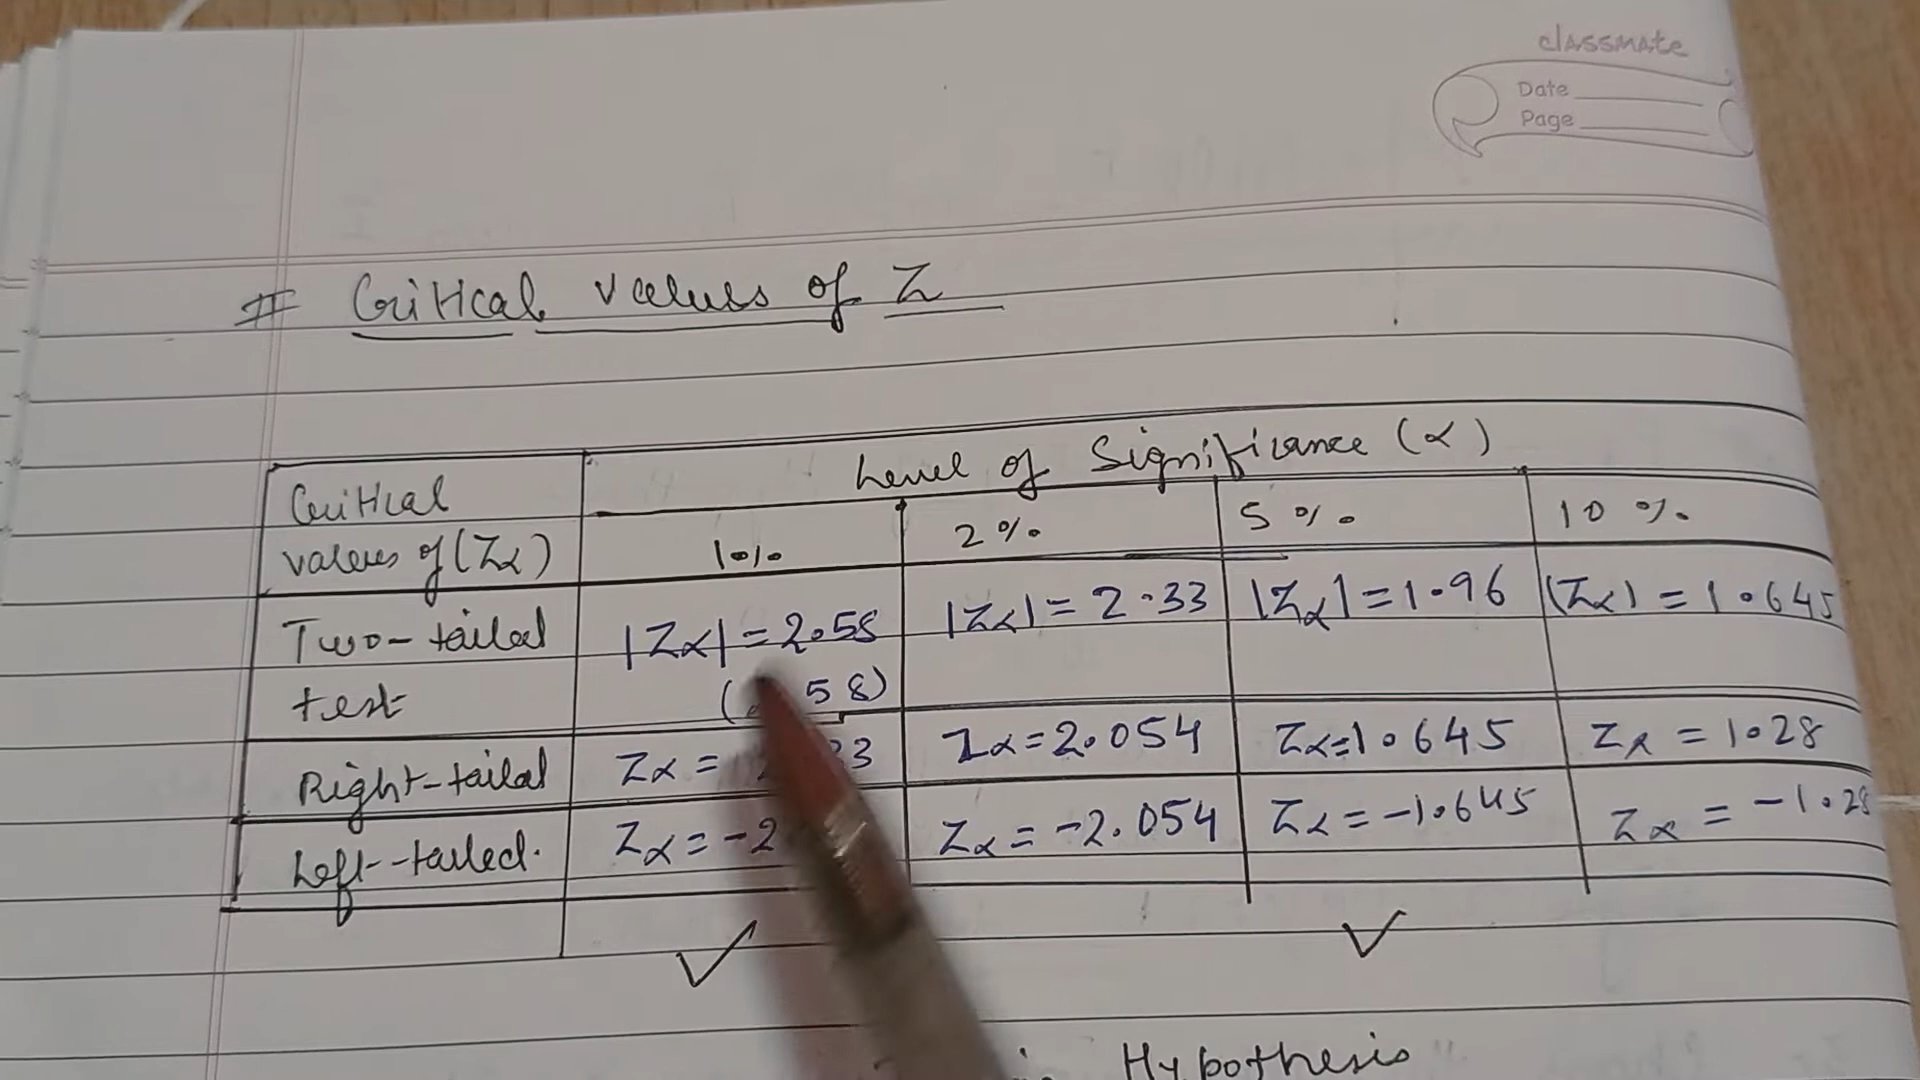 classmate
Date
Page
# Critical values of Z
Critical values of (Zα)
Level of Significance (α)
1% 2% 5% 10%
Two-tailed test |Zα| = 2.58 |Zα| = 2.33 |Zα| = 1.96 |Zα| = 1.645
( 58)
Right-tailed Zα = 33 Zα = 2.054 Zα = 1.645 Zα = 1.28
Left-tailed. Zα = -2 Zα = -2.054 Zα = -1.645 Zα = -1.28
Hypothesis